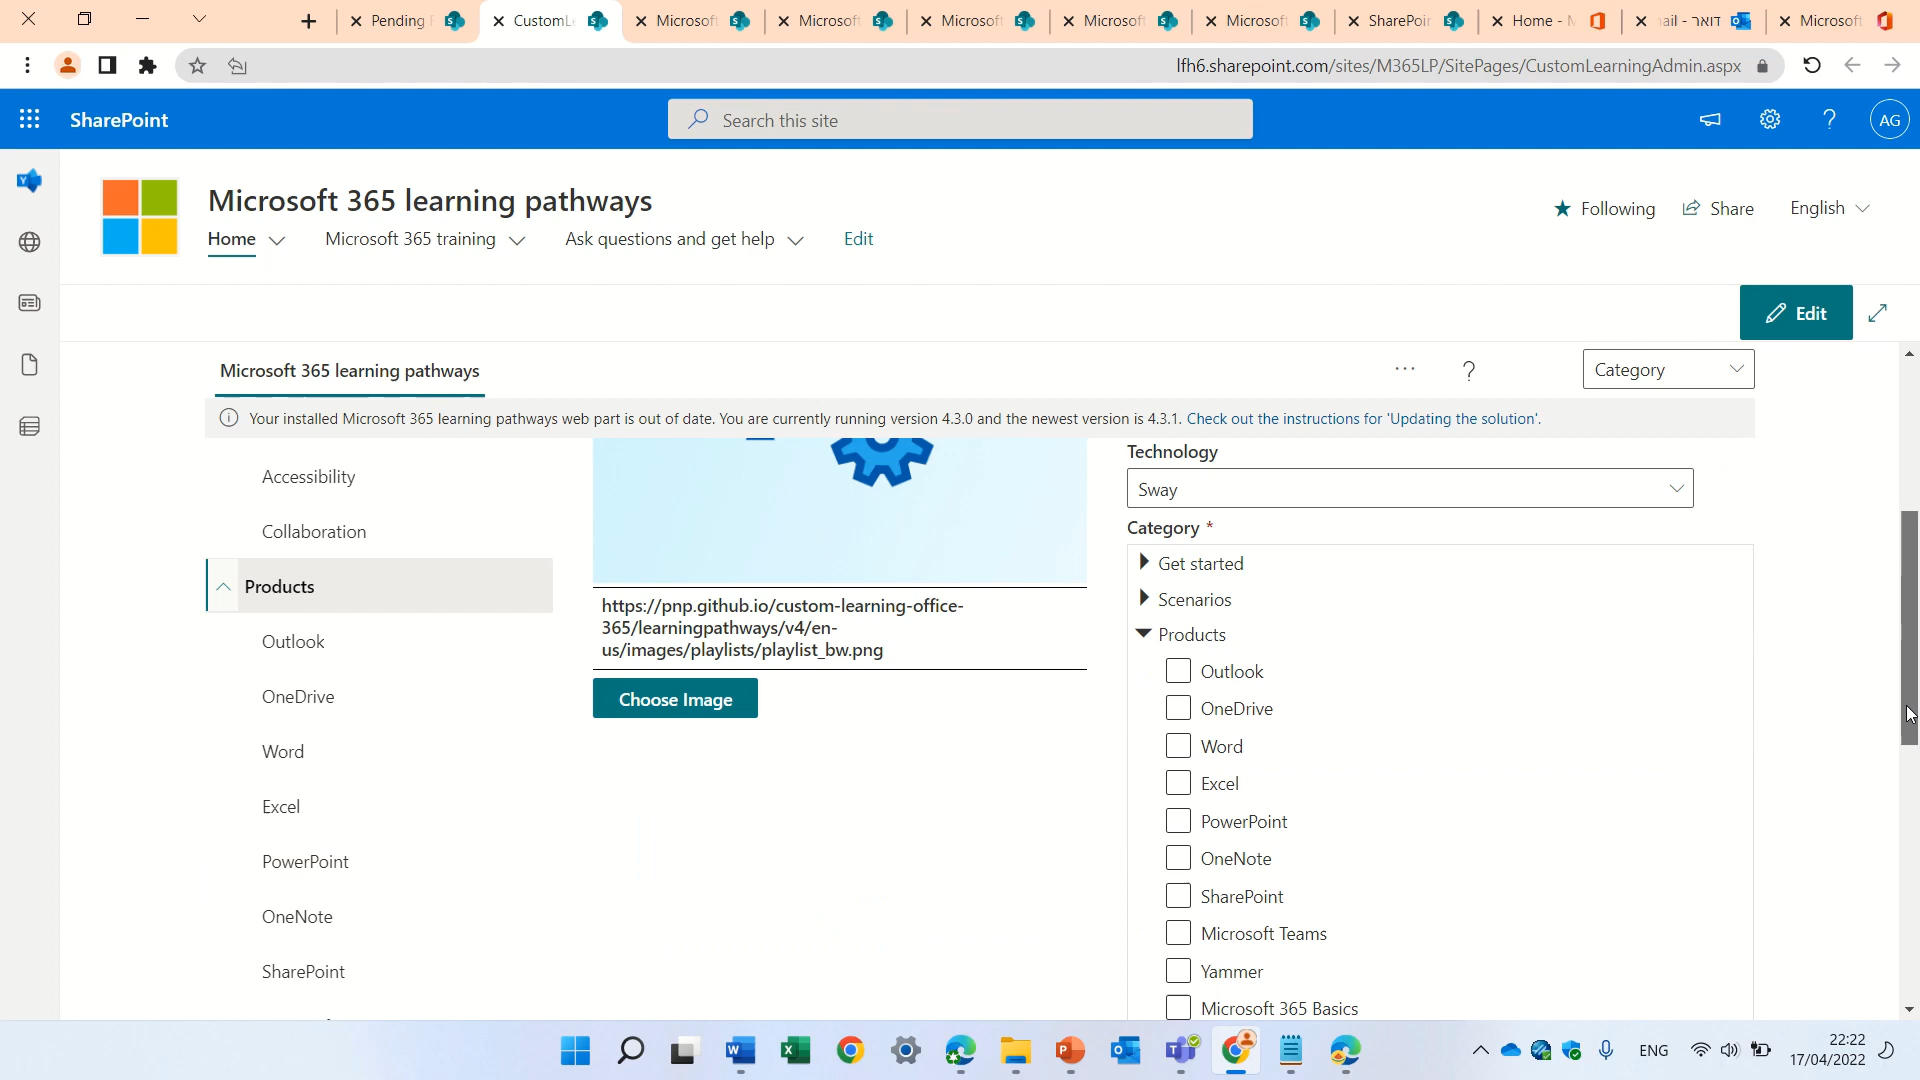 Pending
CustomLe
Microsoft
Microsoft
Microsoft
Microsoft
Microsoft
SharePoin
Home - M
ail - דואר
Microsoft
lfh6.sharepoint.com/sites/M365LP/SitePages/CustomLearningAdmin.aspx
SharePoint
Search this site
AG
Microsoft 365 learning pathways
Following
Share
English
Home
Microsoft 365 training
Ask questions and get help
Edit
Edit
Microsoft 365 learning pathways
Category
Your installed Microsoft 365 learning pathways web part is out of date. You are currently running version 4.3.0 and the newest version is 4.3.1. Check out the instructions for 'Updating the solution'.
Accessibility
Collaboration
Products
Outlook
OneDrive
Word
Excel
PowerPoint
OneNote
SharePoint
https://pnp.github.io/custom-learning-office-
365/learningpathways/v4/en-
us/images/playlists/playlist_bw.png
Choose Image
Technology
Sway
Category *
Get started
Scenarios
Products
Outlook
OneDrive
Word
Excel
PowerPoint
OneNote
SharePoint
Microsoft Teams
Yammer
Microsoft 365 Basics
ENG
22:22
17/04/2022